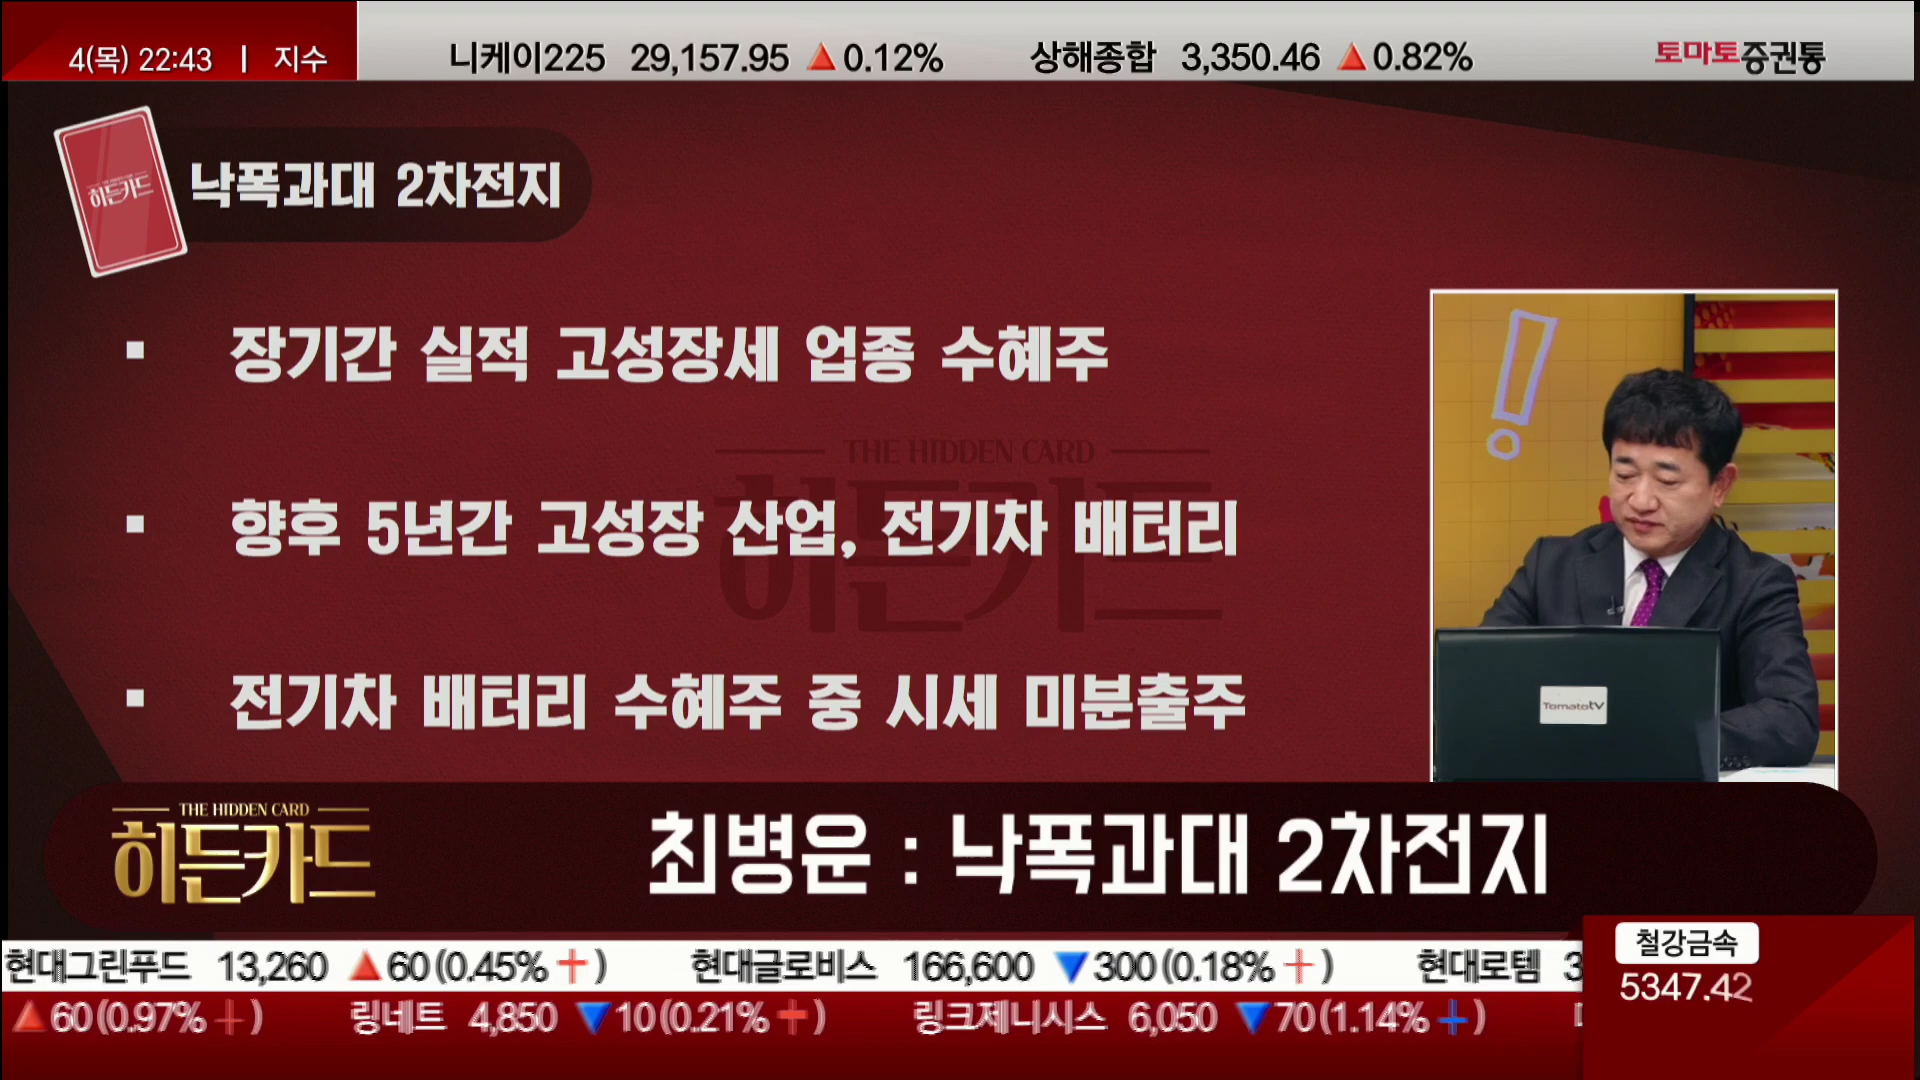 4(목) 22:43 | 지수 니케이225 29,157.95 ▲0.12% 상해종합 3,350.46 ▲0.82% 토마토증권통
히든카드
낙폭과대 2차전지
▪ 장기간 실적 고성장세 업종 수혜주
THE HIDDEN CARD
히든카드
▪ 향후 5년간 고성장 산업, 전기차 배터리
▪ 전기차 배터리 수혜주 중 시세 미분출주
TomatoTV
THE HIDDEN CARD
히든카드
최병운 : 낙폭과대 2차전지
현대그린푸드 13,260 ▲60(0.45%+) 현대글로비스 166,600 ▼300(0.18%+) 현대로템 3
▲60(0.97%+) 링네트 4,850 ▼10(0.21%+) 링크제니시스 6,050 ▼70(1.14%+)
철강금속
5347.42